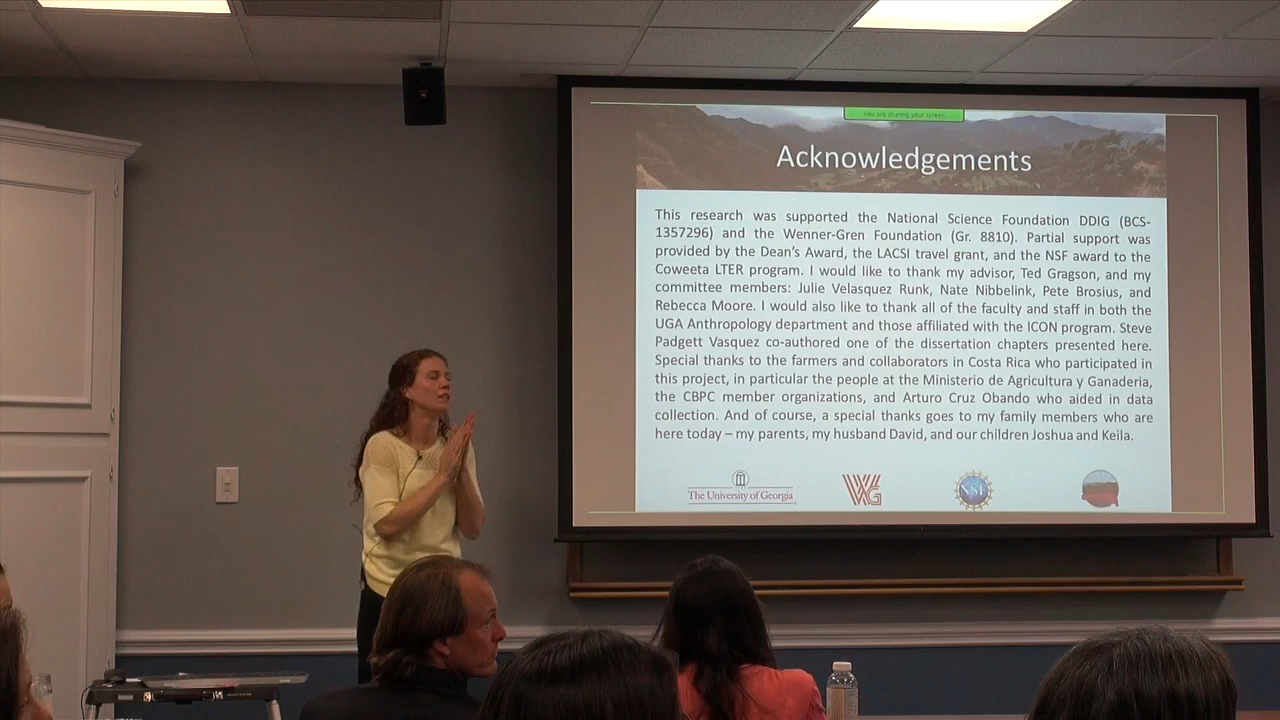 You are sharing your screen
Acknowledgements
This research was supported the National Science Foundation DDIG (BCS-
1357296) and the Wenner-Gren Foundation (Gr. 8810). Partial support was
provided by the Dean's Award, the LACSI travel grant, and the NSF award to the
Coweeta LTER program. I would like to thank my advisor, Ted Gragson, and my
committee members: Julie Velasquez Runk, Nate Nibbelink, Pete Brosius, and
Rebecca Moore. I would also like to thank all of the faculty and staff in both the
UGA Anthropology department and those affiliated with the ICON program. Steve
Padgett Vasquez co-authored one of the dissertation chapters presented here.
Special thanks to the farmers and collaborators in Costa Rica who participated in
this project, in particular the people at the Ministerio de Agricultura y Ganaderia,
the CBPC member organizations, and Arturo Cruz Obando who aided in data
collection. And of course, a special thanks goes to my family members who are
here today – my parents, my husband David, and our children Joshua and Keila.
The University of Georgia
WG
NSF